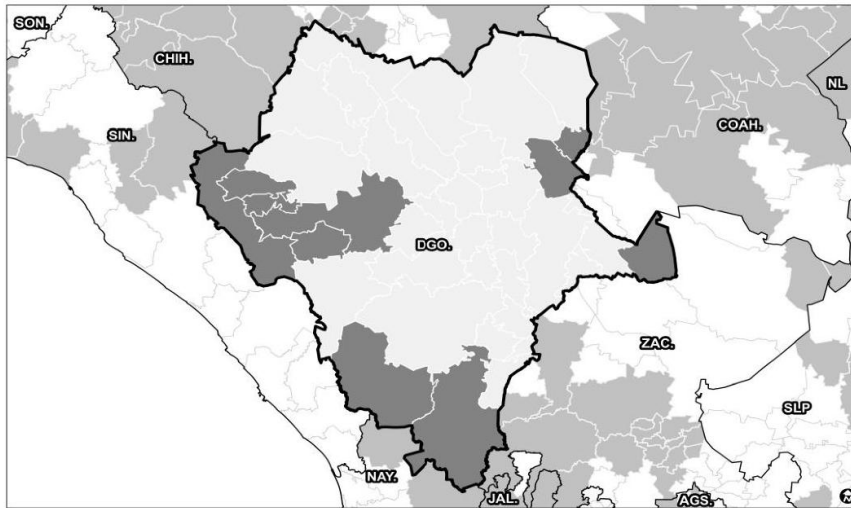 SON.
CHIH.
NL
COAH.
SIN.
DGO.
ZAC.
SLP
NAY.
JAL.
AGS.